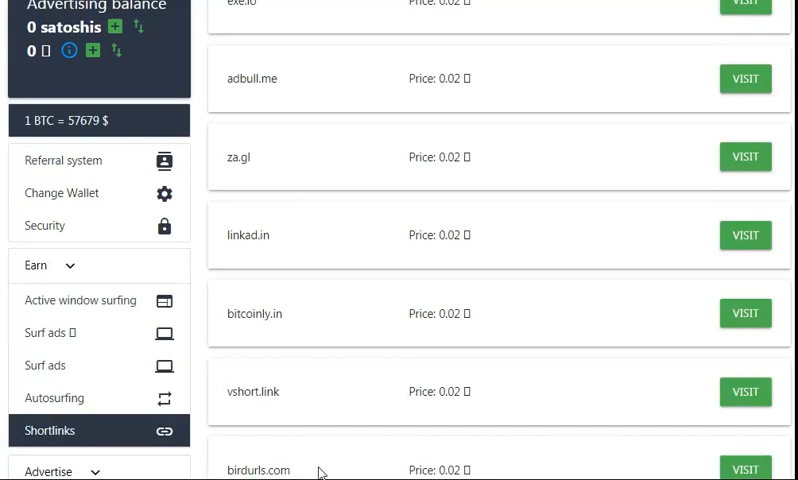 Advertising balance
0 satoshis
0
1 BTC = 57679 $
Referral system
Change Wallet
Security
Earn
Active window surfing
Surf ads
Surf ads
Autosurfing
Shortlinks
Advertise
exe.io
VISIT
adbull.me Price: 0.02 VISIT
za.gl Price: 0.02 VISIT
linkad.in Price: 0.02 VISIT
bitcoinly.in Price: 0.02 VISIT
vshort.link Price: 0.02 VISIT
birdurls.com Price: 0.02 VISIT